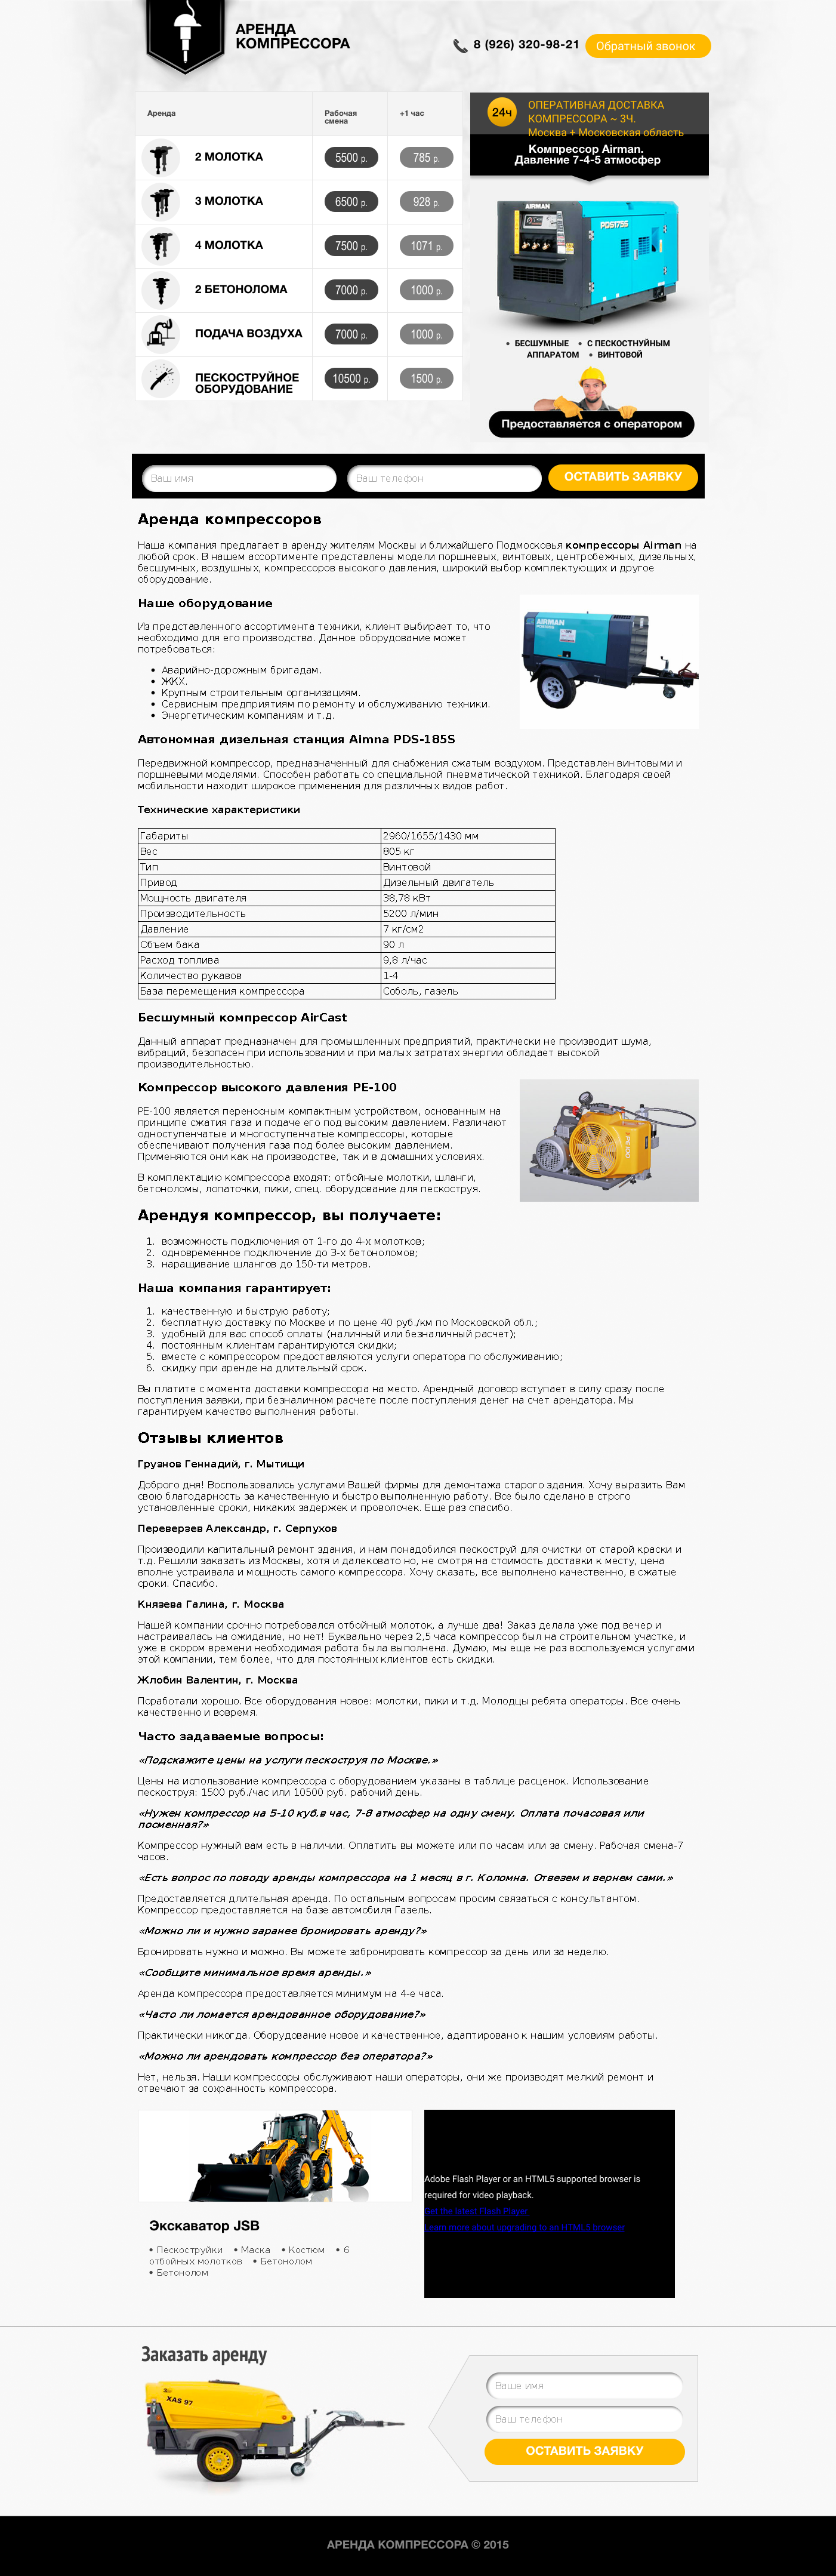 АРЕНДА
КОМПРЕССОРА
8 (926) 320-98-21
Обратный звонок
Аренда
Рабочая
смена
+1 час
2 МОЛОТКА
5500 р.
785 р.
3 МОЛОТКА
6500 р.
928 р.
4 МОЛОТКА
7500 р.
1071 р.
2 БЕТОНОЛОМА
7000 р.
1000 р.
ПОДАЧА ВОЗДУХА
7000 р.
1000 р.
ПЕСКОСТРУЙНОЕ
ОБОРУДОВАНИЕ
10500 р.
1500 р.
24ч
ОПЕРАТИВНАЯ ДОСТАВКА
КОМПРЕССОРА ~ 3Ч.
Москва + Московская область
Компрессор Airman.
Давление 7-4-5 атмосфер
AIRMAN
PDS175S
• БЕСШУМНЫЕ • С ПЕСКОСТНУЙНЫМ
АППАРАТОМ • ВИНТОВОЙ
Предоставляется с оператором
Ваш имя
Ваш телефон
ОСТАВИТЬ ЗАЯВКУ
Аренда компрессоров
Наша компания предлагает в аренду жителям Москвы и ближайшего Подмосковья компрессоры Airman на
любой срок. В нашем ассортименте представлены модели поршневых, винтовых, центробежных, дизельных,
бесшумных, воздушных, компрессоров высокого давления, широкий выбор комплектующих и другое
оборудование.
Наше оборудование
Из представленного ассортимента техники, клиент выбирает то, что
необходимо для его производства. Данное оборудование может
потребоваться:
• Аварийно-дорожным бригадам.
• ЖКХ.
• Крупным строительным организациям.
• Сервисным предприятиям по ремонту и обслуживанию техники.
• Энергетическим компаниям и т.д.
AIRMAN
Автономная дизельная станция Aimna PDS-185S
Передвижной компрессор, предназначенный для снабжения сжатым воздухом. Представлен винтовыми и
поршневыми моделями. Способен работать со специальной пневматической техникой. Благодаря своей
мобильности находит широкое применения для различных видов работ.
Технические характеристики
Габариты 2960/1655/1430 мм
Вес 805 кг
Тип Винтовой
Привод Дизельный двигатель
Мощность двигателя 38,78 кВт
Производительность 5200 л/мин
Давление 7 кг/см2
Объем бака 90 л
Расход топлива 9,8 л/час
Количество рукавов 1-4
База перемещения компрессора Соболь, газель
Бесшумный компрессор AirCast
Данный аппарат предназначен для промышленных предприятий, практически не производит шума,
вибраций, безопасен при использовании и при малых затратах энергии обладает высокой
производительностью.
Компрессор высокого давления PE-100
PE-100 является переносным компактным устройством, основанным на
принципе сжатия газа и подаче его под высоким давлением. Различают
одноступенчатые и многоступенчатые компрессоры, которые
обеспечивают получения газа под более высоким давлением.
Применяются они как на производстве, так и в домашних условиях.
В комплектацию компрессора входят: отбойные молотки, шланги,
бетоноломы, лопаточки, пики, спец. оборудование для пескоструя.
Арендуя компрессор, вы получаете:
1. возможность подключения от 1-го до 4-х молотков;
2. одновременное подключение до 3-х бетоноломов;
3. наращивание шлангов до 150-ти метров.
Наша компания гарантирует:
1. качественную и быструю работу;
2. бесплатную доставку по Москве и по цене 40 руб./км по Московской обл.;
3. удобный для вас способ оплаты (наличный или безналичный расчет);
4. постоянным клиентам гарантируются скидки;
5. вместе с компрессором предоставляются услуги оператора по обслуживанию;
6. скидку при аренде на длительный срок.
Вы платите с момента доставки компрессора на место. Арендный договор вступает в силу сразу после
поступления заявки, при безналичном расчете после поступления денег на счет арендатора. Мы
гарантируем качество выполнения работы.
Отзывы клиентов
Грузнов Геннадий, г. Мытищи
Доброго дня! Воспользовались услугами Вашей фирмы для демонтажа старого здания. Хочу выразить Вам
свою благодарность за качественную и быстро выполненную работу. Все было сделано в строго
установленные сроки, никаких задержек и проволочек. Еще раз спасибо.
Переверзев Александр, г. Серпухов
Производили капитальный ремонт здания, и нам понадобился пескоструй для очистки от старой краски и
т.д. Решили заказать из Москвы, хотя и далековато но, не смотря на стоимость доставки к месту, цена
вполне устраивала и мощность самого компрессора. Хочу сказать, все выполнено качественно, в сжатые
сроки. Спасибо.
Князева Галина, г. Москва
Нашей компании срочно потребовался отбойный молоток, а лучше два! Заказ делала уже под вечер и
настраивалась на ожидание, но нет! Буквально через 2,5 часа компрессор был на строительном участке, и
уже в скором времени необходимая работа была выполнена. Думаю, мы еще не раз воспользуемся услугами
этой компании, тем более, что для постоянных клиентов есть скидки.
Жлобин Валентин, г. Москва
Поработали хорошо. Все оборудования новое: молотки, пики и т.д. Молодцы ребята операторы. Все очень
качественно и вовремя.
Часто задаваемые вопросы:
«Подскажите цены на услуги пескоструя по Москве.»
Цены на использование компрессора с оборудованием указаны в таблице расценок. Использование
пескоструя: 1500 руб./час или 10500 руб. рабочий день.
«Нужен компрессор на 5-10 куб.в час, 7-8 атмосфер на одну смену. Оплата почасовая или
посменная?»
Компрессор нужный вам есть в наличии. Оплатить вы можете или по часам или за смену. Рабочая смена-7
часов.
«Есть вопрос по поводу аренды компрессора на 1 месяц в г. Коломна. Отвезем и вернем сами.»
Предоставляется длительная аренда. По остальным вопросам просим связаться с консультантом.
Компрессор предоставляется на базе автомобиля Газель.
«Можно ли и нужно заранее бронировать аренду?»
Бронировать нужно и можно. Вы можете забронировать компрессор за день или за неделю.
«Сообщите минимальное время аренды.»
Аренда компрессора предоставляется минимум на 4-е часа.
«Часто ли ломается арендованное оборудование?»
Практически никогда. Оборудование новое и качественное, адаптировано к нашим условиям работы.
«Можно ли арендовать компрессор без оператора?»
Нет, нельзя. Наши компрессоры обслуживают наши операторы, они же производят мелкий ремонт и
отвечают за сохранность компрессора.
Экскаватор JSB
• Пескоструйки • Маска • Костюм • 6
отбойных молотков • Бетонолом
• Бетонолом
Adobe Flash Player or an HTML5 supported browser is
required for video playback.
Get the latest Flash Player
Learn more about upgrading to an HTML5 browser
Заказать аренду
XAS 97
Ваше имя
Ваш телефон
ОСТАВИТЬ ЗАЯВКУ
АРЕНДА КОМПРЕССОРА © 2015